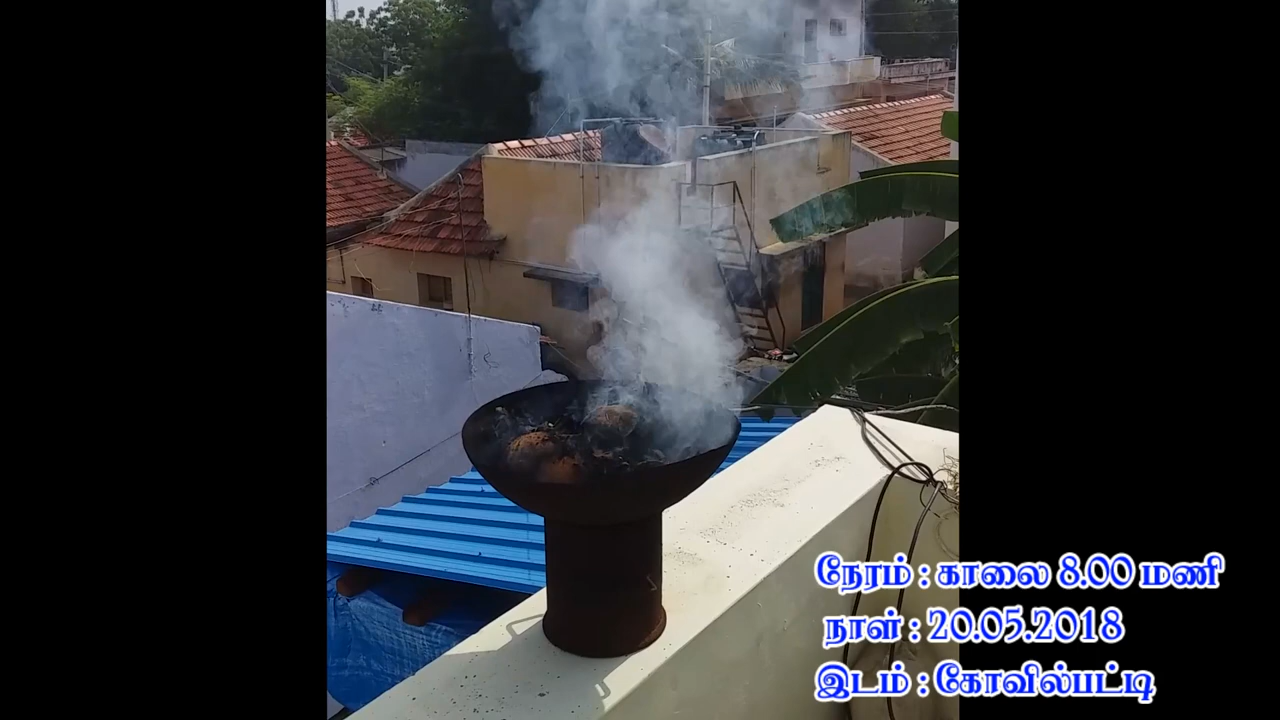 நேரம் : காலை 8.00 மணி
நாள் : 20.05.2018
இடம் : கோவில்பட்டி